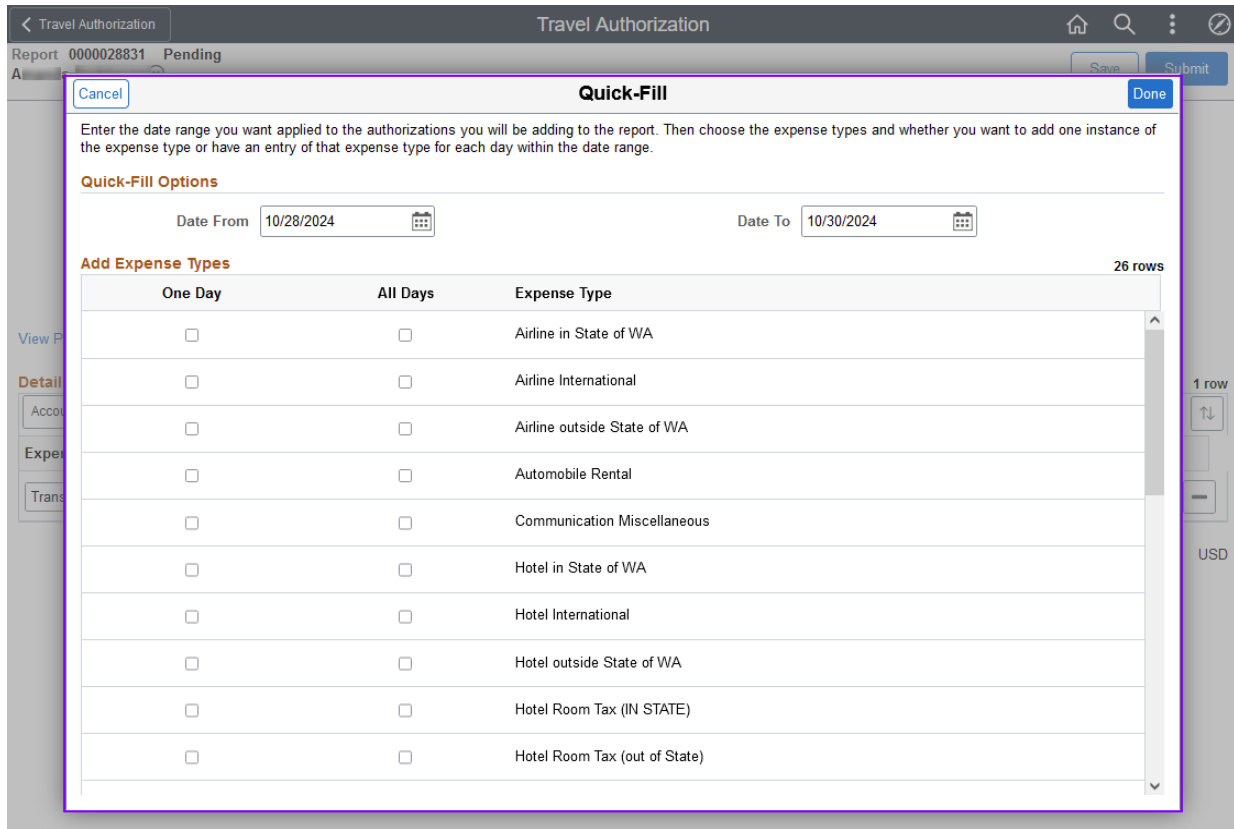 Travel Authorization
Travel Authorization
Report 0000028831 Pending
Save
Submit
Cancel
Quick-Fill
Done
Enter the date range you want applied to the authorizations you will be adding to the report. Then choose the expense types and whether you want to add one instance of
the expense type or have an entry of that expense type for each day within the date range.
Quick-Fill Options
Date From 10/28/2024
Date To 10/30/2024
Add Expense Types
26 rows
One Day All Days Expense Type
Airline in State of WA
View P
Airline International
Detail
1 row
Accou
Airline outside State of WA
Exper
Automobile Rental
Trans
Communication Miscellaneous
USD
Hotel in State of WA
Hotel International
Hotel outside State of WA
Hotel Room Tax (IN STATE)
Hotel Room Tax (out of State)